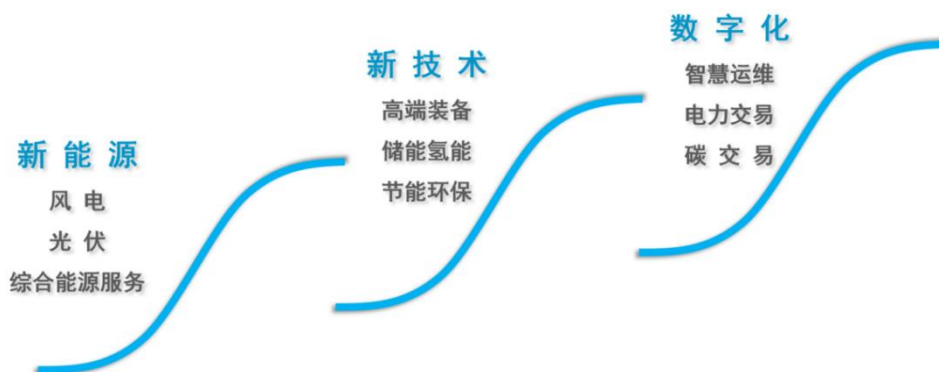 新能源
风电
光伏
综合能源服务
新技术
高端装备
储能氢能
节能环保
数字化
智慧运维
电力交易
碳交易